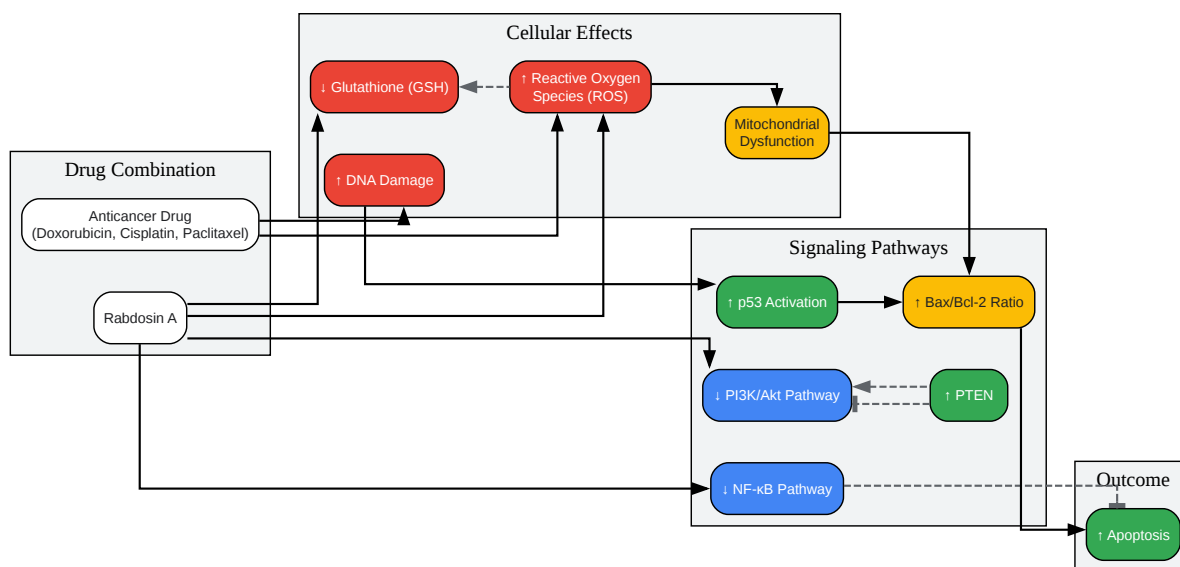 Cellular Effects
↓ Glutathione (GSH)
↑ Reactive Oxygen
Species (ROS)
Mitochondrial
Dysfunction
↑ DNA Damage
Drug Combination
Anticancer Drug
(Doxorubicin, Cisplatin, Paclitaxel)
Rabdosin A
Signaling Pathways
↑ p53 Activation
↑ Bax/Bcl-2 Ratio
↓ PI3K/Akt Pathway
↑ PTEN
↓ NF-κB Pathway
Outcome
↑ Apoptosis